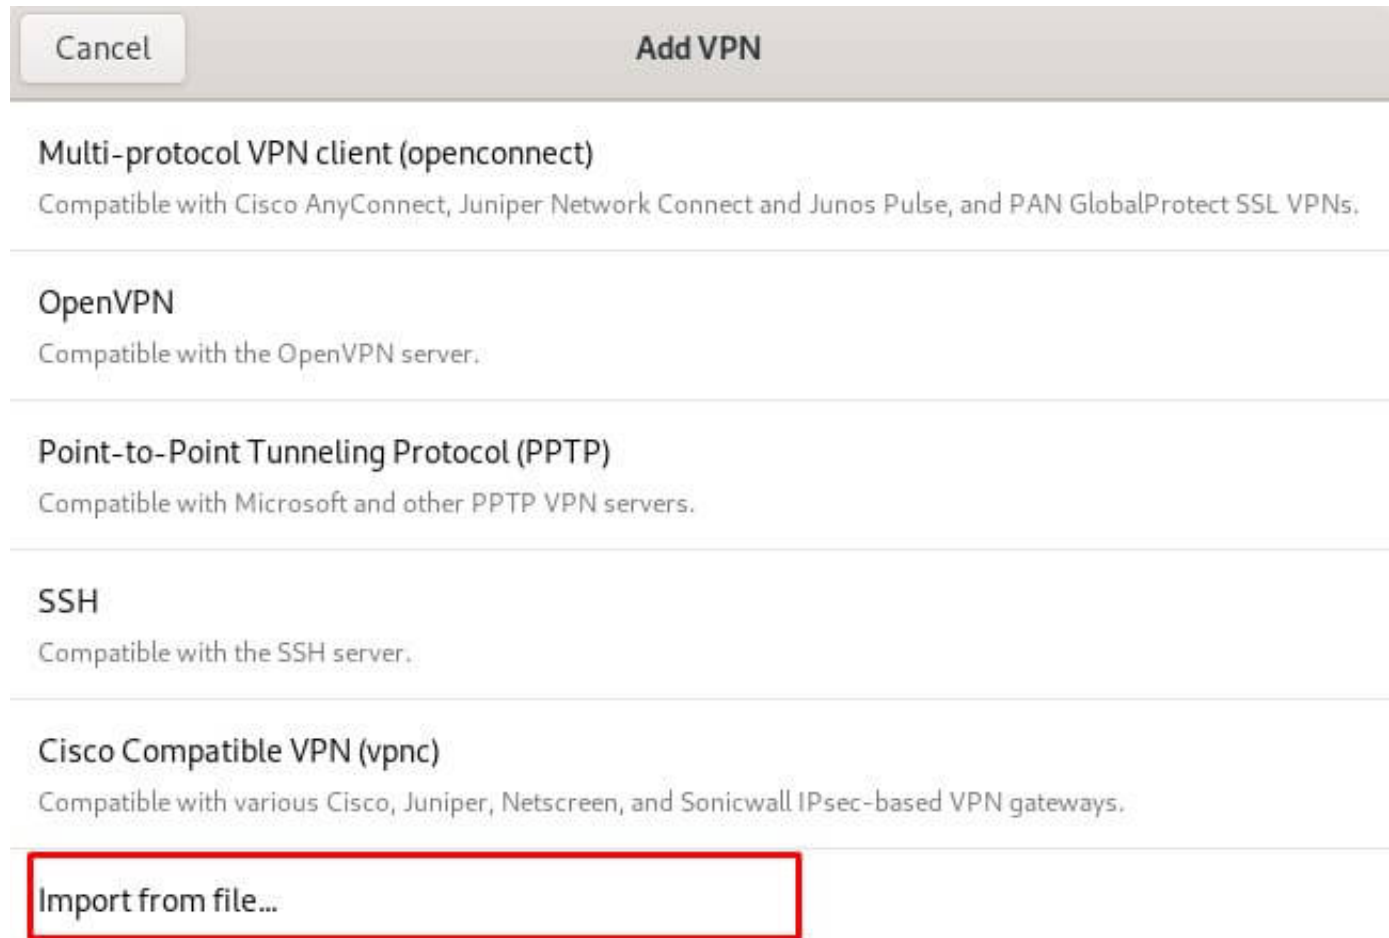 Cancel
Add VPN
Multi-protocol VPN client (openconnect)
Compatible with Cisco AnyConnect, Juniper Network Connect and Junos Pulse, and PAN GlobalProtect SSL VPNs.
OpenVPN
Compatible with the OpenVPN server.
Point-to-Point Tunneling Protocol (PPTP)
Compatible with Microsoft and other PPTP VPN servers.
SSH
Compatible with the SSH server.
Cisco Compatible VPN (vpnc)
Compatible with various Cisco, Juniper, Netscreen, and Sonicwall IPsec-based VPN gateways.
Import from file...